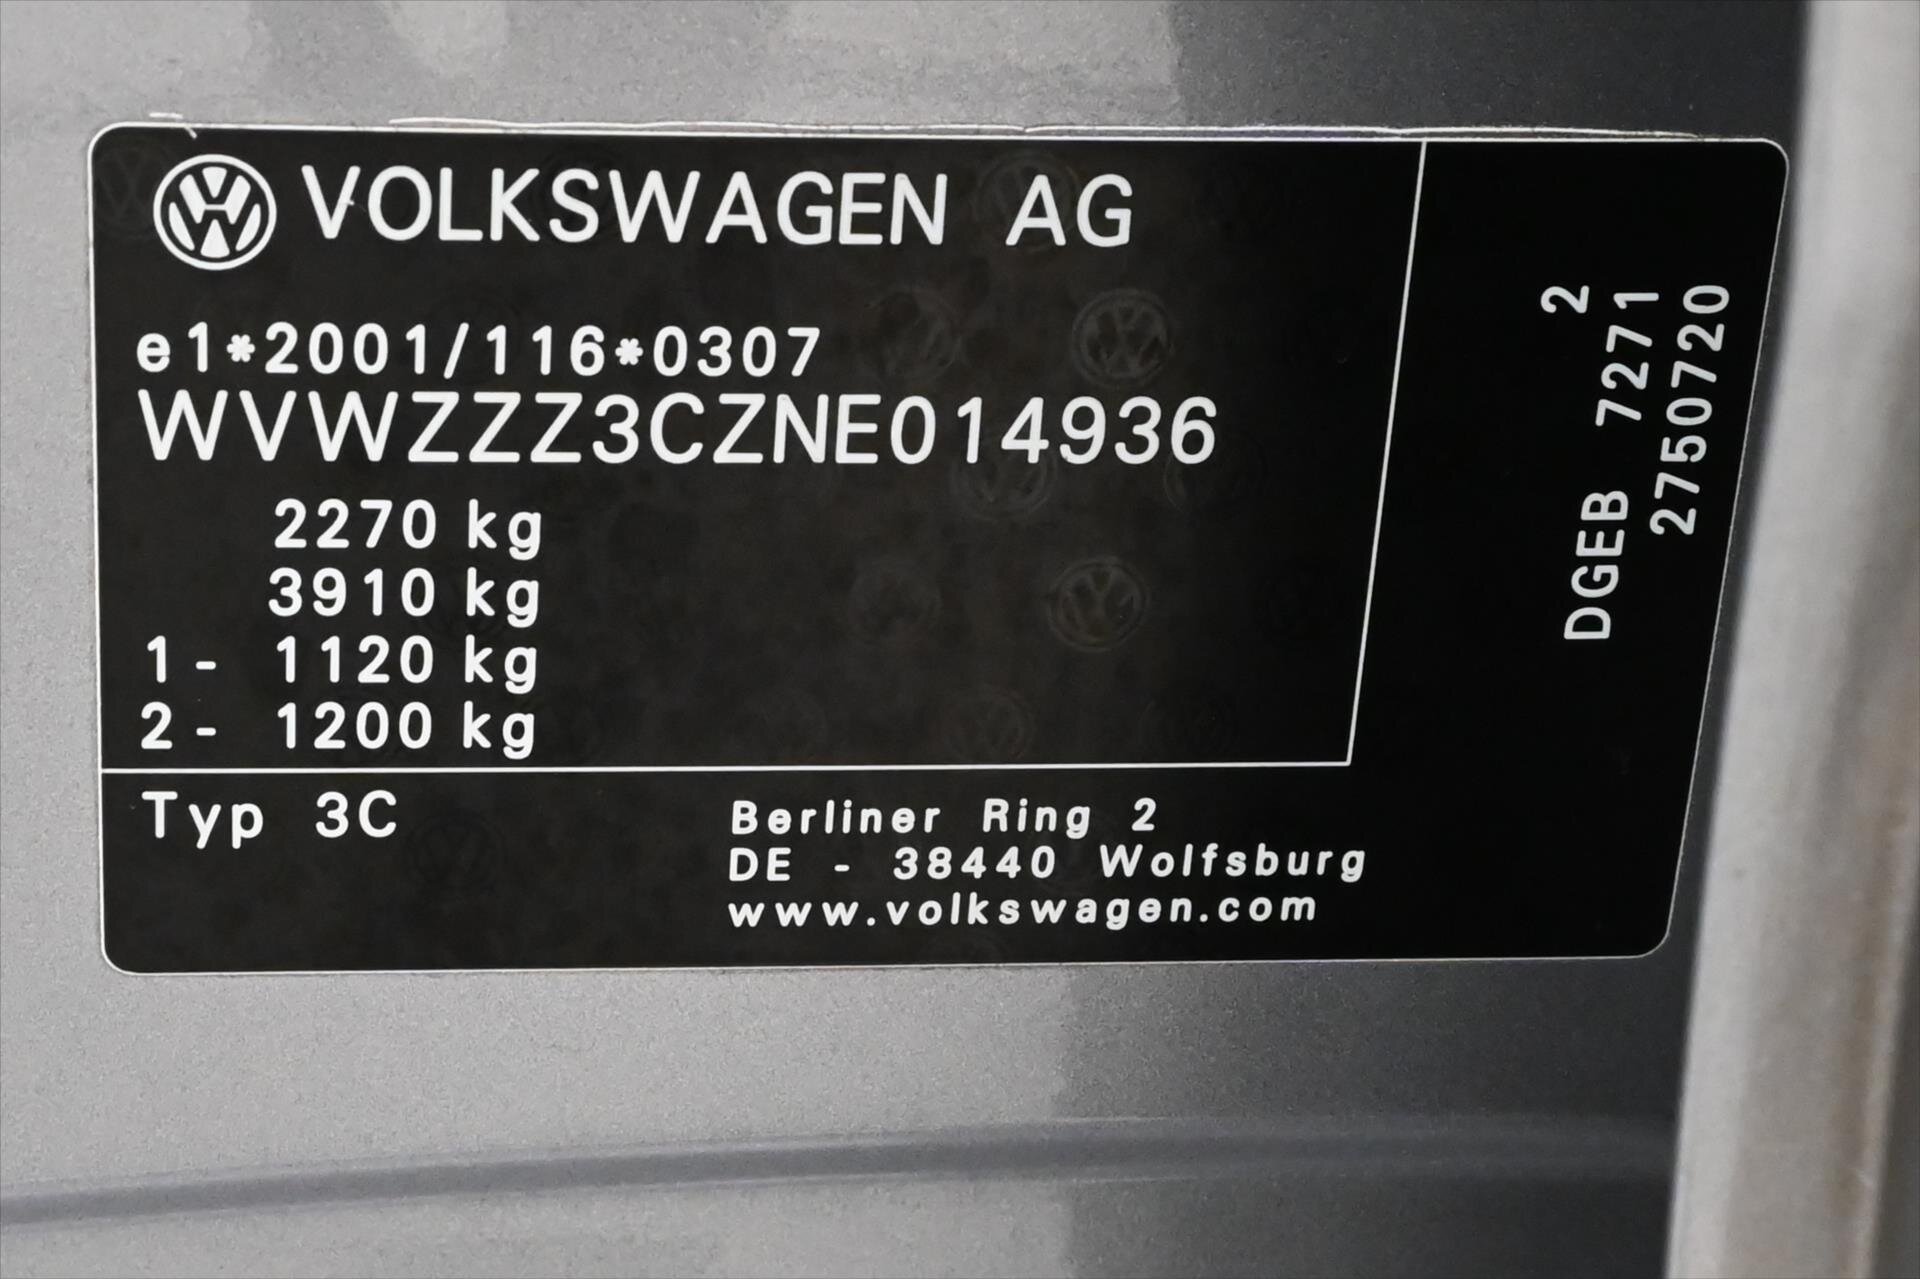 VOLKSWAGEN AG
e1*2001/116*0307
WVWZZZ3CZNE014936
2270 kg
3910 kg
1- 1120 kg
2- 1200 kg
Typ 3C
Berliner Ring 2
DE - 38440 Wolfsburg
www.volkswagen.com
2
DGEB 7271
2750720